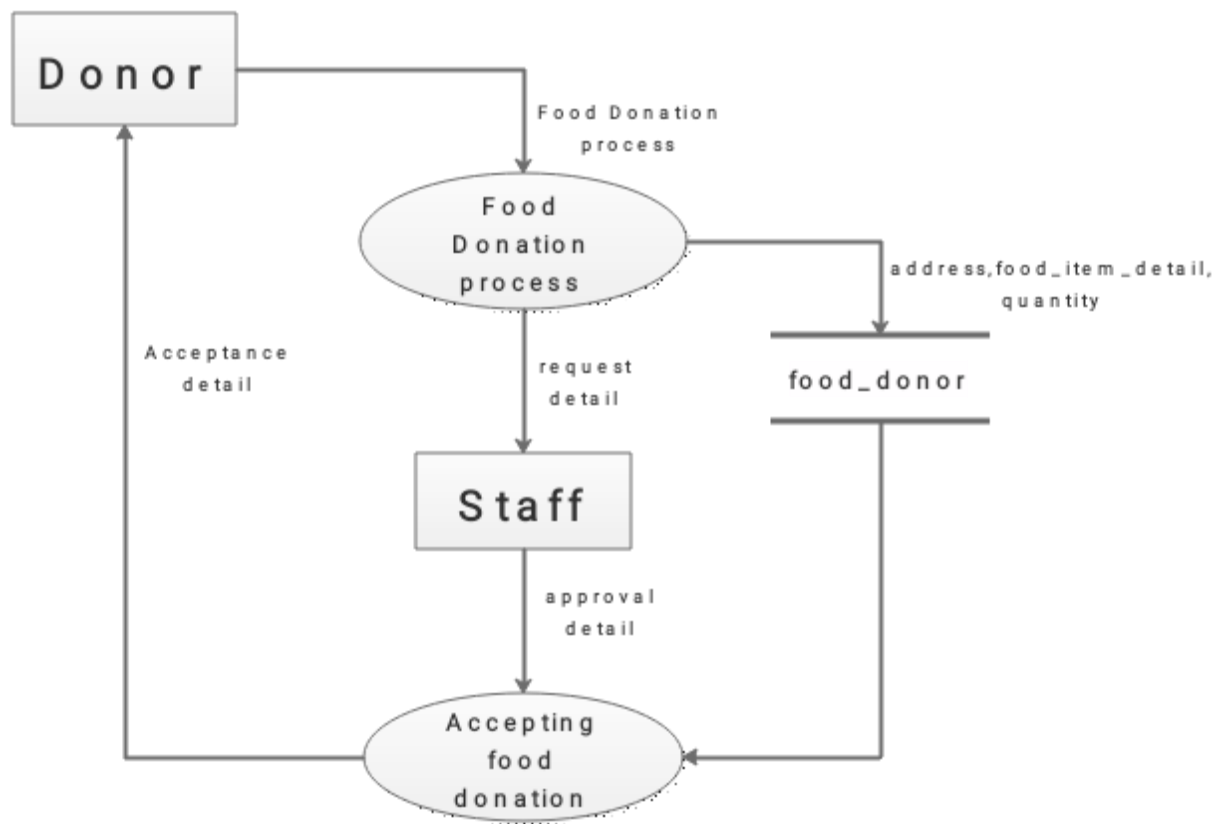 Donor
Food Donation
process
Food
Donation
process
address,food_item_detail,
quantity
Acceptance
detail
request
detail
food_donor
Staff
approval
detail
Accepting
food
donation